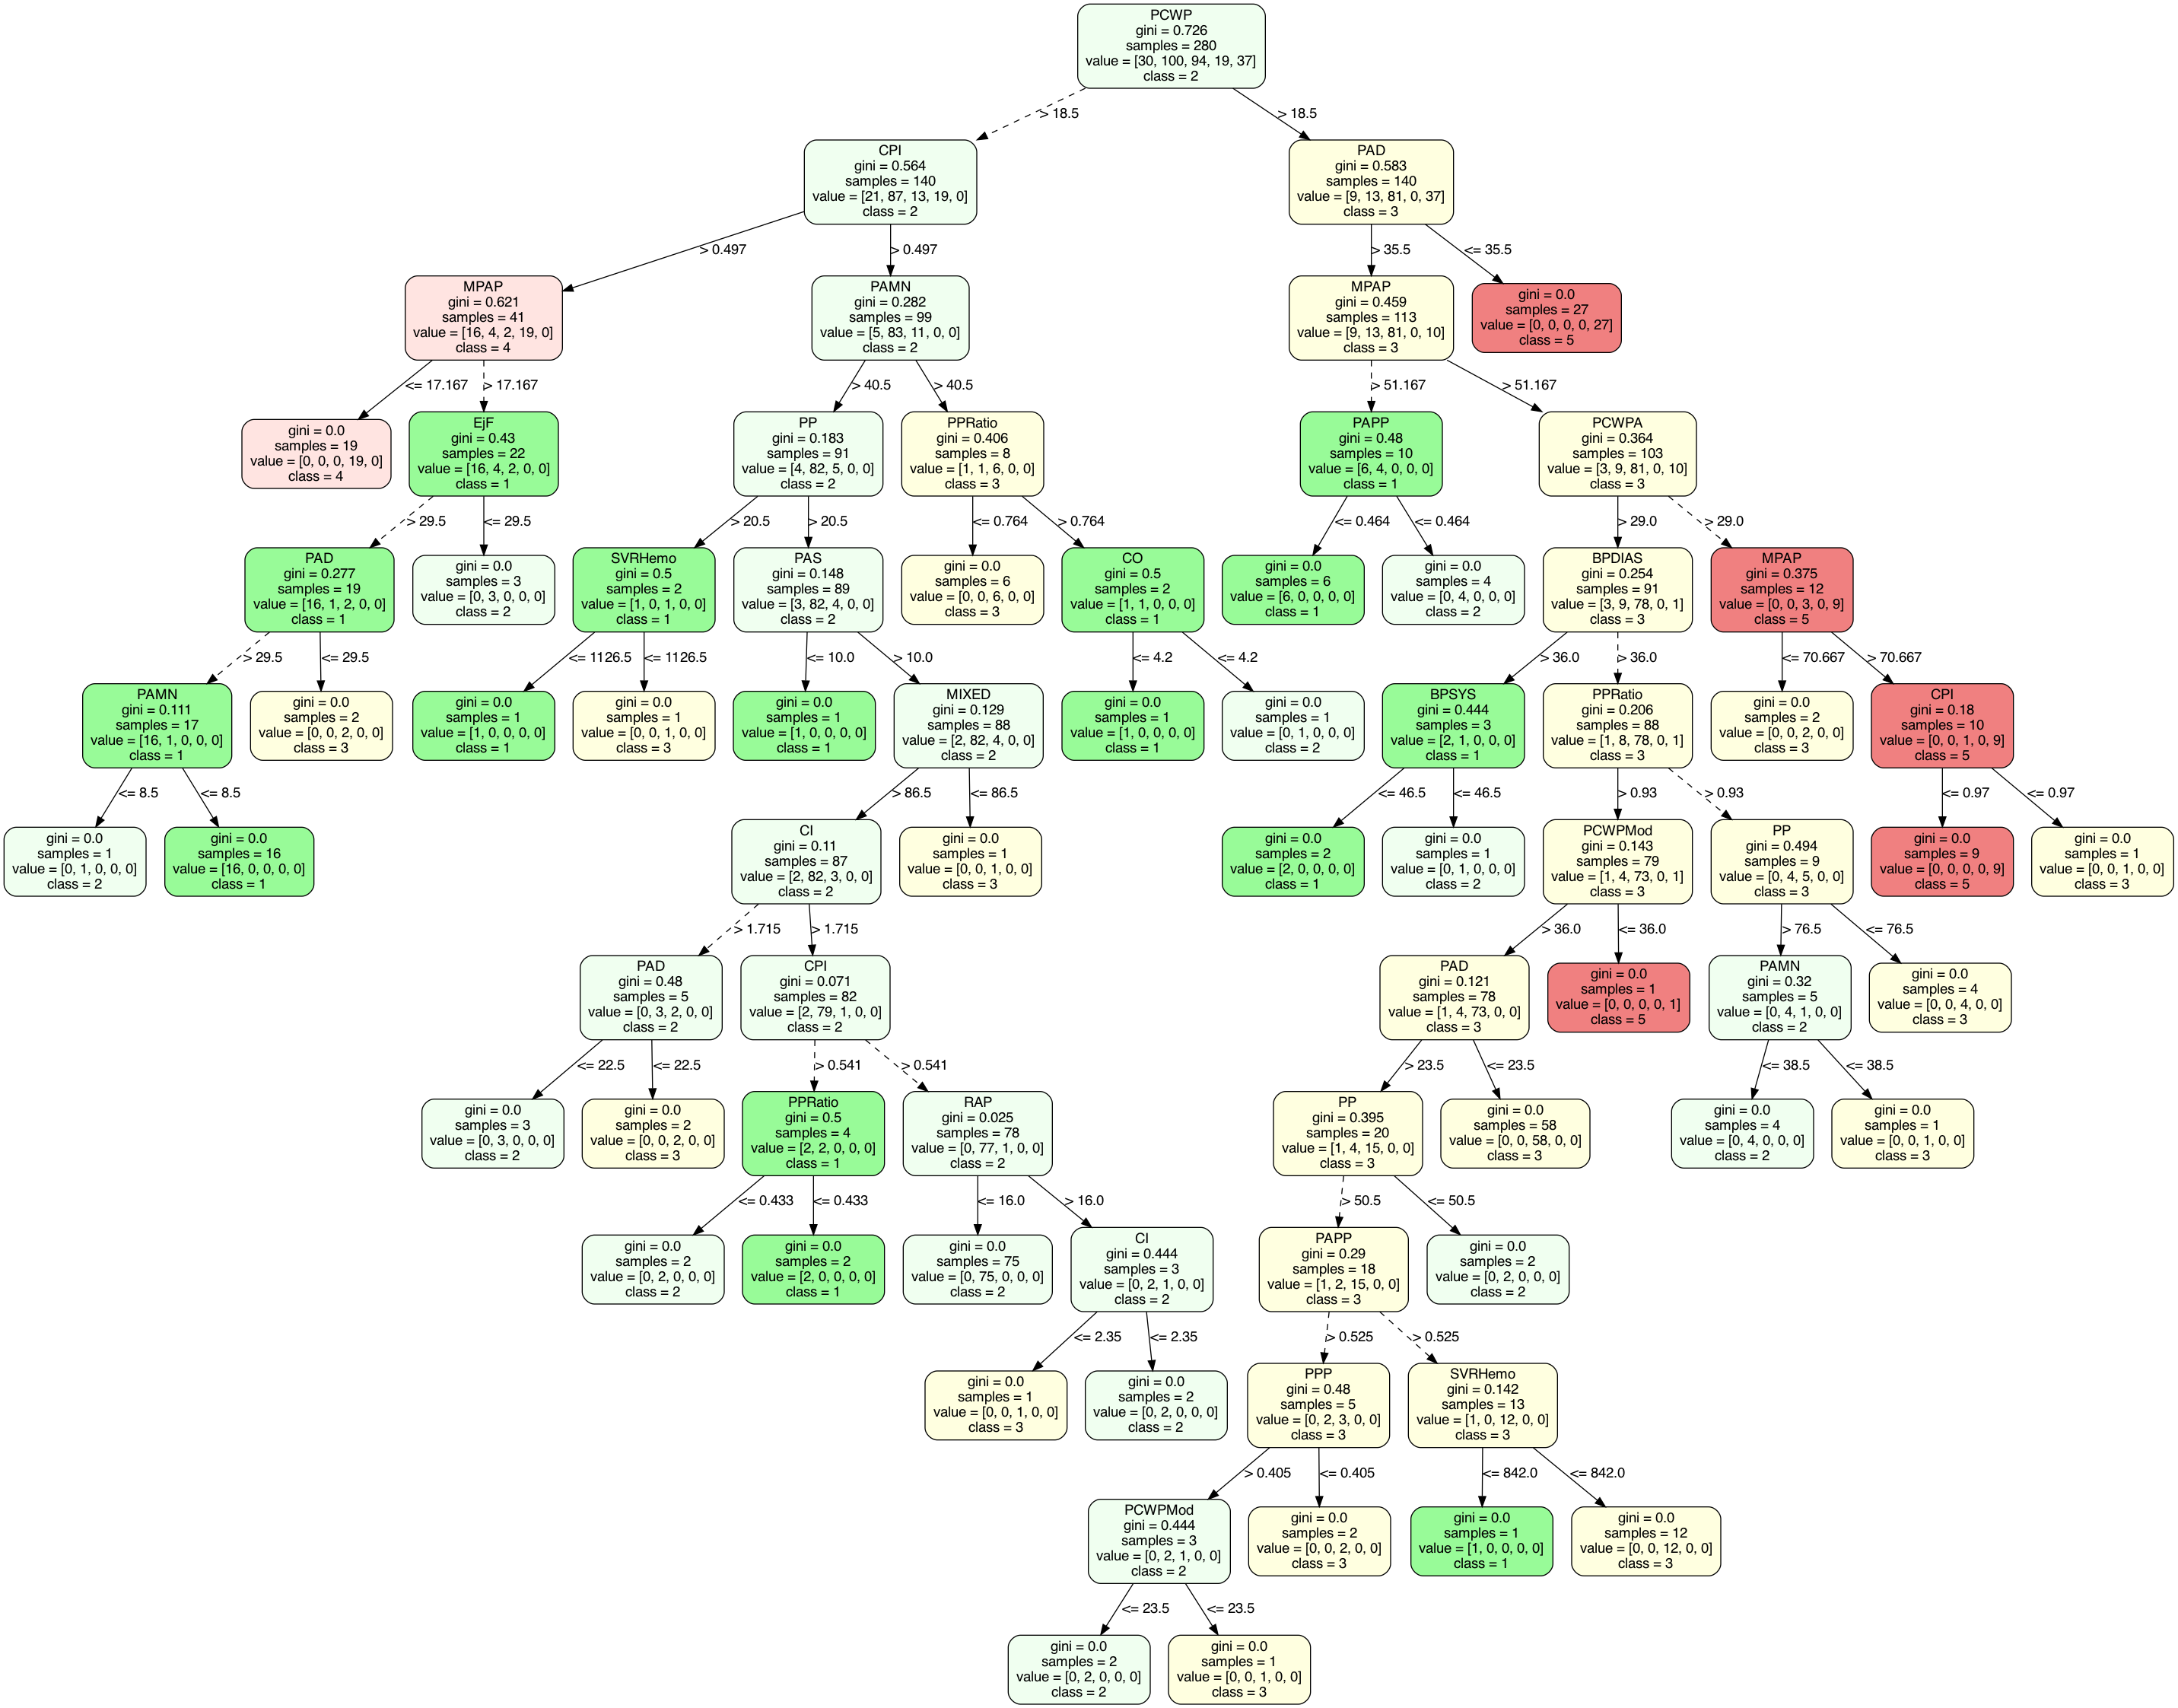 PCWP
gini = 0.726
samples = 280
value = [30, 100, 94, 19, 37]
class = 2
> 18.5
> 18.5
CPI
gini = 0.564
samples = 140
value = [21, 87, 13, 19, 0]
class = 2
PAD
gini = 0.583
samples = 140
value = [9, 13, 81, 0, 37]
class = 3
> 0.497
> 0.497
> 35.5
<= 35.5
MPAP
gini = 0.621
samples = 41
value = [16, 4, 2, 19, 0]
class = 4
PAMN
gini = 0.282
samples = 99
value = [5, 83, 11, 0, 0]
class = 2
MPAP
gini = 0.459
samples = 113
value = [9, 13, 81, 0, 10]
class = 3
gini = 0.0
samples = 27
value = [0, 0, 0, 0, 27]
class = 5
<= 17.167
> 17.167
> 40.5
> 40.5
> 51.167
> 51.167
gini = 0.0
samples = 19
value = [0, 0, 0, 19, 0]
class = 4
EjF
gini = 0.43
samples = 22
value = [16, 4, 2, 0, 0]
class = 1
PP
gini = 0.183
samples = 91
value = [4, 82, 5, 0, 0]
class = 2
PPRatio
gini = 0.406
samples = 8
value = [1, 1, 6, 0, 0]
class = 3
PAPP
gini = 0.48
samples = 10
value = [6, 4, 0, 0, 0]
class = 1
PCWPA
gini = 0.364
samples = 103
value = [3, 9, 81, 0, 10]
class = 3
> 29.5
<= 29.5
> 20.5
> 20.5
<= 0.764
> 0.764
<= 0.464
<= 0.464
> 29.0
> 29.0
PAD
gini = 0.277
samples = 19
value = [16, 1, 2, 0, 0]
class = 1
gini = 0.0
samples = 3
value = [0, 3, 0, 0, 0]
class = 2
SVRHemo
gini = 0.5
samples = 2
value = [1, 0, 1, 0, 0]
class = 1
PAS
gini = 0.148
samples = 89
value = [3, 82, 4, 0, 0]
class = 2
gini = 0.0
samples = 6
value = [0, 0, 6, 0, 0]
class = 3
CO
gini = 0.5
samples = 2
value = [1, 1, 0, 0, 0]
class = 1
gini = 0.0
samples = 6
value = [6, 0, 0, 0, 0]
class = 1
gini = 0.0
samples = 4
value = [0, 4, 0, 0, 0]
class = 2
BPDIAS
gini = 0.254
samples = 91
value = [3, 9, 78, 0, 1]
class = 3
MPAP
gini = 0.375
samples = 12
value = [0, 0, 3, 0, 9]
class = 5
> 29.5
<= 29.5
<= 1126.5
<= 1126.5
<= 10.0
> 10.0
<= 4.2
<= 4.2
> 36.0
> 36.0
<= 70.667
> 70.667
PAMN
gini = 0.111
samples = 17
value = [16, 1, 0, 0, 0]
class = 1
gini = 0.0
samples = 2
value = [0, 0, 2, 0, 0]
class = 3
gini = 0.0
samples = 1
value = [1, 0, 0, 0, 0]
class = 1
gini = 0.0
samples = 1
value = [0, 0, 1, 0, 0]
class = 3
gini = 0.0
samples = 1
value = [1, 0, 0, 0, 0]
class = 1
MIXED
gini = 0.129
samples = 88
value = [2, 82, 4, 0, 0]
class = 2
gini = 0.0
samples = 1
value = [1, 0, 0, 0, 0]
class = 1
gini = 0.0
samples = 1
value = [0, 1, 0, 0, 0]
class = 2
BPSYS
gini = 0.444
samples = 3
value = [2, 1, 0, 0, 0]
class = 1
PPRatio
gini = 0.206
samples = 88
value = [1, 8, 78, 0, 1]
class = 3
gini = 0.0
samples = 2
value = [0, 0, 2, 0, 0]
class = 3
CPI
gini = 0.18
samples = 10
value = [0, 0, 1, 0, 9]
class = 5
<= 8.5
<= 8.5
> 86.5
<= 86.5
<= 46.5
<= 46.5
> 0.93
> 0.93
<= 0.97
<= 0.97
gini = 0.0
samples = 1
value = [0, 1, 0, 0, 0]
class = 2
gini = 0.0
samples = 16
value = [16, 0, 0, 0, 0]
class = 1
CI
gini = 0.11
samples = 87
value = [2, 82, 3, 0, 0]
class = 2
gini = 0.0
samples = 1
value = [0, 0, 1, 0, 0]
class = 3
gini = 0.0
samples = 2
value = [2, 0, 0, 0, 0]
class = 1
gini = 0.0
samples = 1
value = [0, 1, 0, 0, 0]
class = 2
PCWPMod
gini = 0.143
samples = 79
value = [1, 4, 73, 0, 1]
class = 3
PP
gini = 0.494
samples = 9
value = [0, 4, 5, 0, 0]
class = 3
gini = 0.0
samples = 9
value = [0, 0, 0, 0, 9]
class = 5
gini = 0.0
samples = 1
value = [0, 0, 1, 0, 0]
class = 3
> 1.715
> 1.715
> 36.0
<= 36.0
> 76.5
<= 76.5
PAD
gini = 0.48
samples = 5
value = [0, 3, 2, 0, 0]
class = 2
CPI
gini = 0.071
samples = 82
value = [2, 79, 1, 0, 0]
class = 2
PAD
gini = 0.121
samples = 78
value = [1, 4, 73, 0, 0]
class = 3
gini = 0.0
samples = 1
value = [0, 0, 0, 0, 1]
class = 5
PAMN
gini = 0.32
samples = 5
value = [0, 4, 1, 0, 0]
class = 2
gini = 0.0
samples = 4
value = [0, 0, 4, 0, 0]
class = 3
<= 22.5
<= 22.5
> 0.541
> 0.541
> 23.5
<= 23.5
<= 38.5
<= 38.5
gini = 0.0
samples = 3
value = [0, 3, 0, 0, 0]
class = 2
gini = 0.0
samples = 2
value = [0, 0, 2, 0, 0]
class = 3
PPRatio
gini = 0.5
samples = 4
value = [2, 2, 0, 0, 0]
class = 1
RAP
gini = 0.025
samples = 78
value = [0, 77, 1, 0, 0]
class = 2
PP
gini = 0.395
samples = 20
value = [1, 4, 15, 0, 0]
class = 3
gini = 0.0
samples = 58
value = [0, 0, 58, 0, 0]
class = 3
gini = 0.0
samples = 4
value = [0, 4, 0, 0, 0]
class = 2
gini = 0.0
samples = 1
value = [0, 0, 1, 0, 0]
class = 3
<= 0.433
<= 0.433
<= 16.0
> 16.0
> 50.5
<= 50.5
gini = 0.0
samples = 2
value = [0, 2, 0, 0, 0]
class = 2
gini = 0.0
samples = 2
value = [2, 0, 0, 0, 0]
class = 1
gini = 0.0
samples = 75
value = [0, 75, 0, 0, 0]
class = 2
CI
gini = 0.444
samples = 3
value = [0, 2, 1, 0, 0]
class = 2
PAPP
gini = 0.29
samples = 18
value = [1, 2, 15, 0, 0]
class = 3
gini = 0.0
samples = 2
value = [0, 2, 0, 0, 0]
class = 2
<= 2.35
<= 2.35
> 0.525
> 0.525
gini = 0.0
samples = 1
value = [0, 0, 1, 0, 0]
class = 3
gini = 0.0
samples = 2
value = [0, 2, 0, 0, 0]
class = 2
PPP
gini = 0.48
samples = 5
value = [0, 2, 3, 0, 0]
class = 3
SVRHemo
gini = 0.142
samples = 13
value = [1, 0, 12, 0, 0]
class = 3
> 0.405
<= 0.405
<= 842.0
<= 842.0
PCWPMod
gini = 0.444
samples = 3
value = [0, 2, 1, 0, 0]
class = 2
gini = 0.0
samples = 2
value = [0, 0, 2, 0, 0]
class = 3
gini = 0.0
samples = 1
value = [1, 0, 0, 0, 0]
class = 1
gini = 0.0
samples = 12
value = [0, 0, 12, 0, 0]
class = 3
<= 23.5
<= 23.5
gini = 0.0
samples = 2
value = [0, 2, 0, 0, 0]
class = 2
gini = 0.0
samples = 1
value = [0, 0, 1, 0, 0]
class = 3